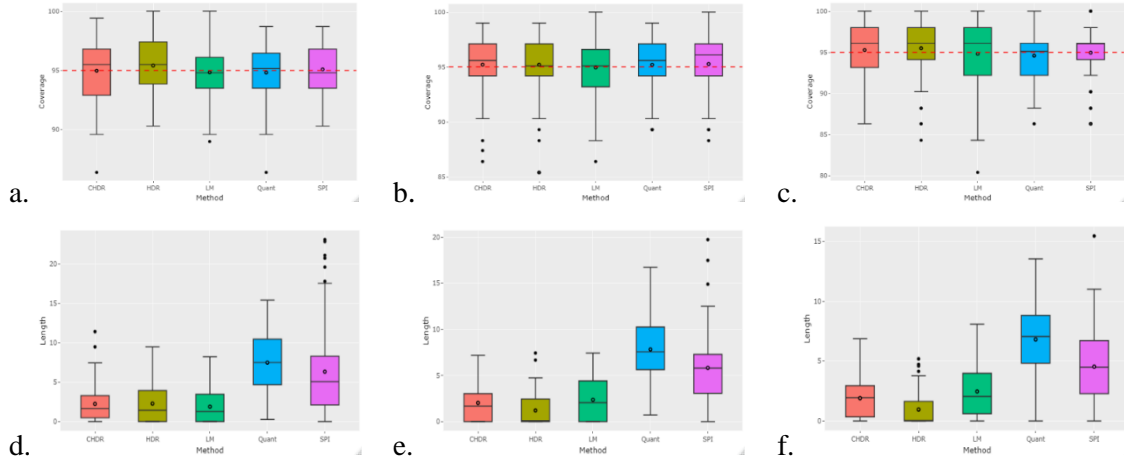 100
95
90
Coverage
CHDR HDR LM Quant SPI
Method
a.
100
95
90
85
Coverage
CHDR HDR LM Quant SPI
Method
b.
100
95
90
85
80
Coverage
CHDR HDR LM Quant SPI
Method
c.
20
15
10
5
0
Length
CHDR HDR LM Quant SPI
Method
d.
20
15
10
5
0
Length
CHDR HDR LM Quant SPI
Method
e.
15
10
5
0
Length
CHDR HDR LM Quant SPI
Method
f.